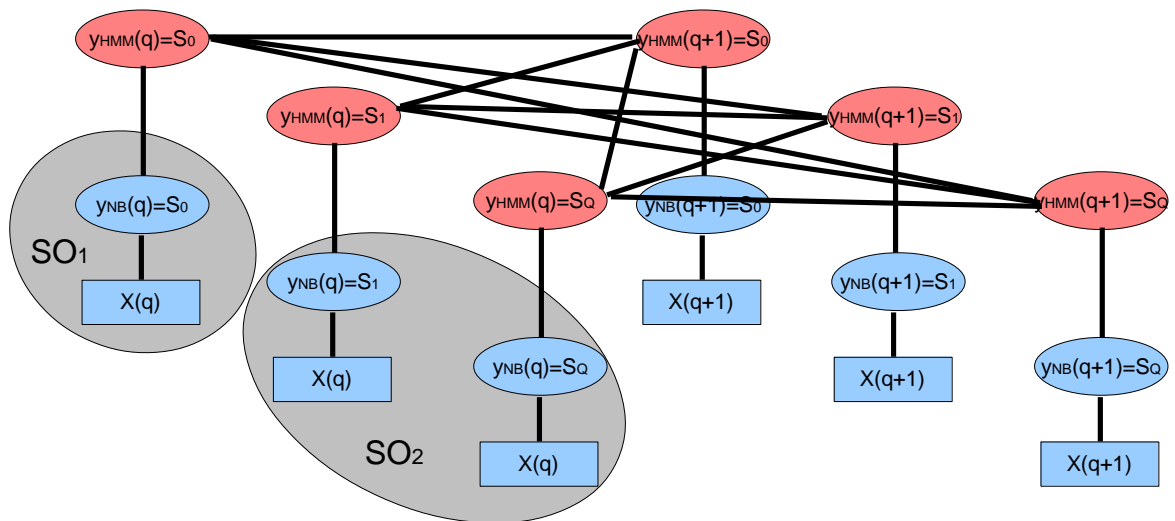 yHMM(q)=S0
yHMM(q+1)=S0
yHMM(q)=S1
yHMM(q+1)=S1
yNB(q)=S0
yHMM(q)=SQ
yNB(q+1)=S0
yHMM(q+1)=SQ
SO1
X(q)
yNB(q)=S1
X(q+1)
yNB(q+1)=S1
X(q)
yNB(q)=SQ
X(q+1)
yNB(q+1)=SQ
SO2
X(q)
X(q+1)